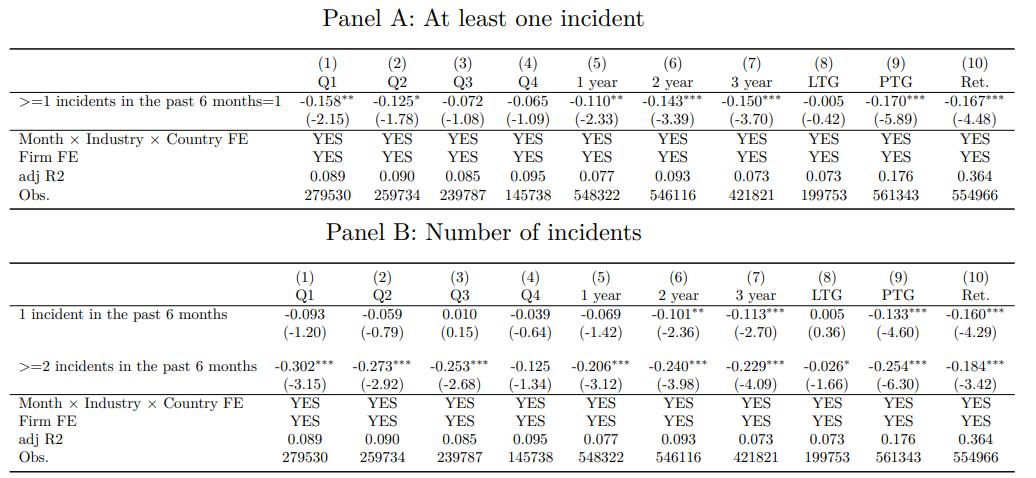 Panel A: At least one incident
(1) (2) (3) (4) (5) (6) (7) (8) (9) (10)
Q1 Q2 Q3 Q4 1 year 2 year 3 year LTG PTG Ret.
>=1 incidents in the past 6 months=1 -0.158** -0.125* -0.072 -0.065 -0.110** -0.143*** -0.150*** -0.005 -0.170*** -0.167***
(-2.15) (-1.78) (-1.08) (-1.09) (-2.33) (-3.39) (-3.70) (-0.42) (-5.89) (-4.48)
Month × Industry × Country FE YES YES YES YES YES YES YES YES YES YES
Firm FE YES YES YES YES YES YES YES YES YES YES
adj R2 0.089 0.090 0.085 0.095 0.077 0.093 0.073 0.073 0.176 0.364
Obs. 279530 259734 239787 145738 548322 546116 421821 199753 561343 554966
Panel B: Number of incidents
(1) (2) (3) (4) (5) (6) (7) (8) (9) (10)
Q1 Q2 Q3 Q4 1 year 2 year 3 year LTG PTG Ret.
1 incident in the past 6 months -0.093 -0.059 0.010 -0.039 -0.069 -0.101** -0.113*** 0.005 -0.133*** -0.160***
(-1.20) (-0.79) (0.15) (-0.64) (-1.42) (-2.36) (-2.70) (0.36) (-4.60) (-4.29)
>=2 incidents in the past 6 months -0.302*** -0.273*** -0.253*** -0.125 -0.206*** -0.240*** -0.229*** -0.026* -0.254*** -0.184***
(-3.15) (-2.92) (-2.68) (-1.34) (-3.12) (-3.98) (-4.09) (-1.66) (-6.30) (-3.42)
Month × Industry × Country FE YES YES YES YES YES YES YES YES YES YES
Firm FE YES YES YES YES YES YES YES YES YES YES
adj R2 0.089 0.090 0.085 0.095 0.077 0.093 0.073 0.073 0.176 0.364
Obs. 279530 259734 239787 145738 548322 546116 421821 199753 561343 554966